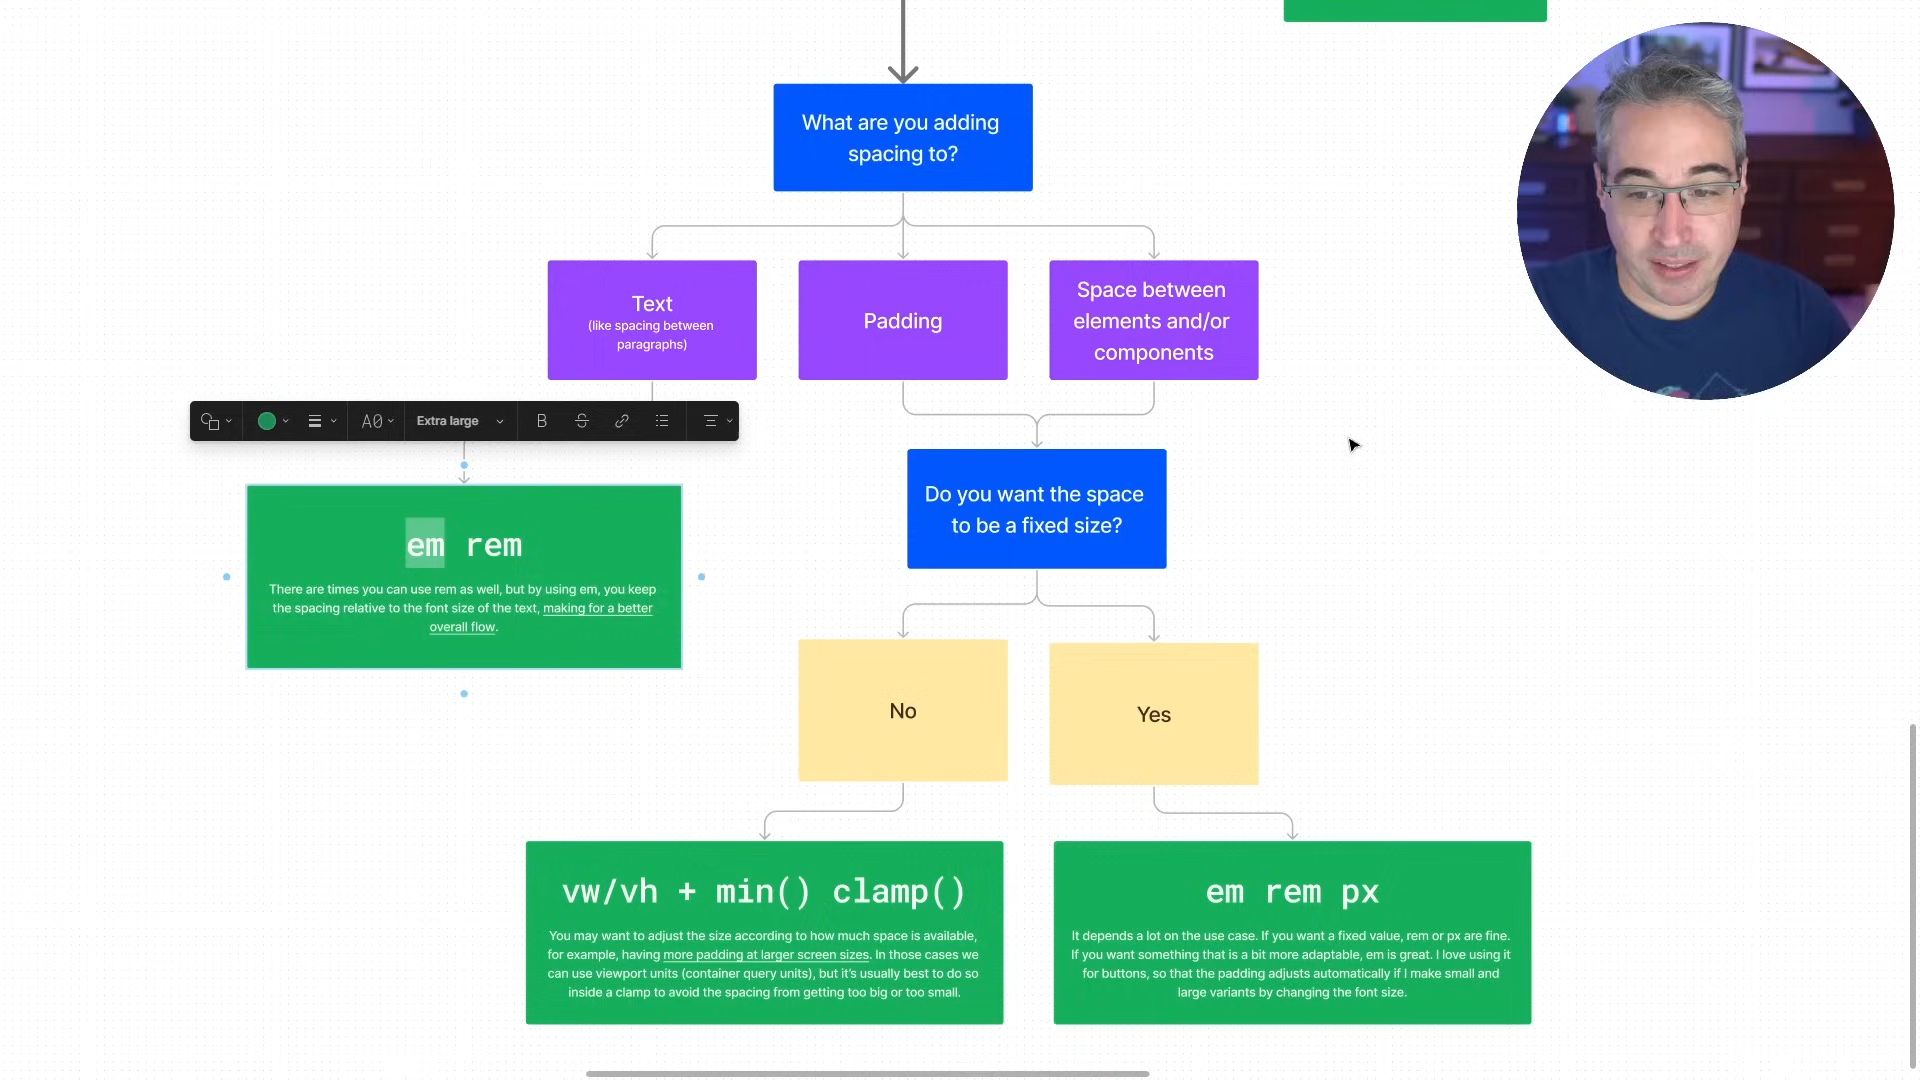 What are you adding
spacing to?
Text
(like spacing between
paragraphs)
Padding
Space between
elements and/or
components
A0
Extra large
B
S
Do you want the space
to be a fixed size?
em rem
There are times you can use rem as well, but by using em, you keep
the spacing relative to the font size of the text, making for a better
overall flow.
No
Yes
vw/vh + min() clamp()
You may want to adjust the size according to how much space is available,
for example, having more padding at larger screen sizes. In those cases we
can use viewport units (container query units), but it's usually best to do so
inside a clamp to avoid the spacing from getting too big or too small.
em rem px
It depends a lot on the use case. If you want a fixed value, rem or px are fine.
If you want something that is a bit more adaptable, em is great. I love using it
for buttons, so that the padding adjusts automatically if I make small and
large variants by changing the font size.